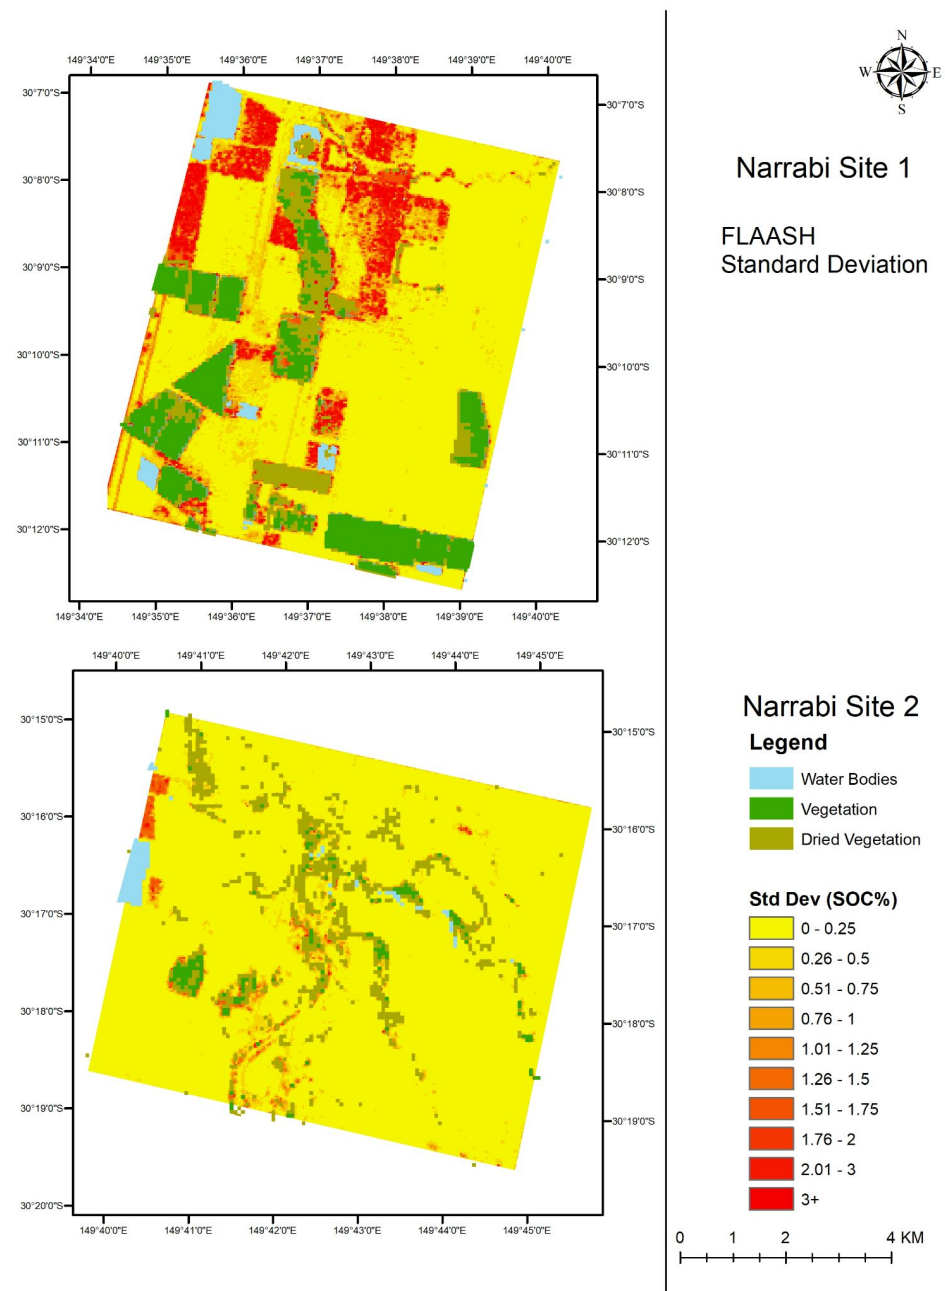 149°34'0"E 149°35'0"E 149°36'0"E 149°37'0"E 149°38'0"E 149°39'0"E 149°40'0"E
30°7'0"S 30°7'0"S
30°8'0"S 30°8'0"S
30°9'0"S 30°9'0"S
30°10'0"S 30°10'0"S
30°11'0"S 30°11'0"S
30°12'0"S 30°12'0"S
149°34'0"E 149°35'0"E 149°36'0"E 149°37'0"E 149°38'0"E 149°39'0"E 149°40'0"E
N
W E
S
Narrabi Site 1
FLAASH
Standard Deviation
149°40'0"E 149°41'0"E 149°42'0"E 149°43'0"E 149°44'0"E 149°45'0"E
30°15'0"S 30°15'0"S
30°16'0"S 30°16'0"S
30°17'0"S 30°17'0"S
30°18'0"S 30°18'0"S
30°19'0"S 30°19'0"S
30°20'0"S
149°40'0"E 149°41'0"E 149°42'0"E 149°43'0"E 149°44'0"E 149°45'0"E
Narrabi Site 2
Legend
Water Bodies
Vegetation
Dried Vegetation
Std Dev (SOC%)
0 - 0.25
0.26 - 0.5
0.51 - 0.75
0.76 - 1
1.01 - 1.25
1.26 - 1.5
1.51 - 1.75
1.76 - 2
2.01 - 3
3+
0 1 2 4 KM